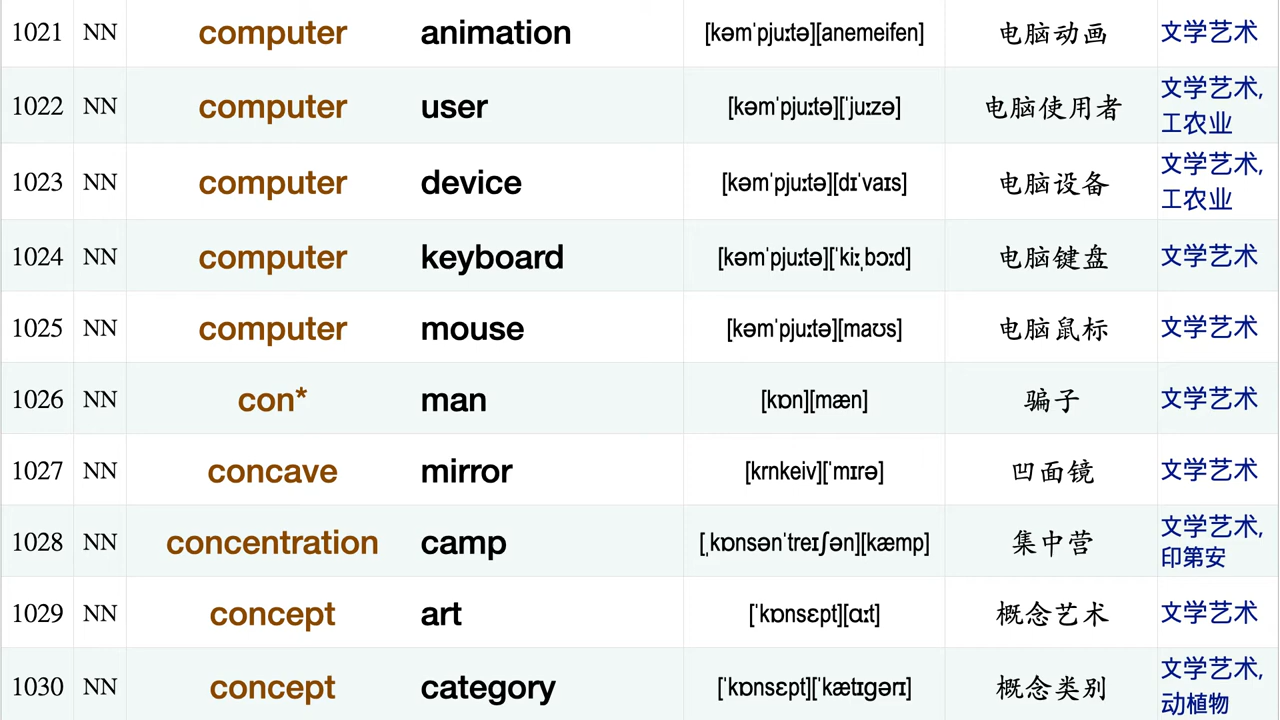 1021 NN computer animation [kəmˈpjuːtə][anemeifen] 电脑动画 文学艺术
1022 NN computer user [kəmˈpjuːtə][ˈjuːzə] 电脑使用者 文学艺术, 工农业
1023 NN computer device [kəmˈpjuːtə][dɪˈvaɪs] 电脑设备 文学艺术, 工农业
1024 NN computer keyboard [kəmˈpjuːtə][ˈkiːˌbɔːd] 电脑键盘 文学艺术
1025 NN computer mouse [kəmˈpjuːtə][maʊs] 电脑鼠标 文学艺术
1026 NN con* man [kɒn][mæn] 骗子 文学艺术
1027 NN concave mirror [krnkeiv][ˈmɪrə] 凹面镜 文学艺术
1028 NN concentration camp [ˌkɒnsənˈtreɪʃən][kæmp] 集中营 文学艺术, 印第安
1029 NN concept art [ˈkɒnsɛpt][ɑːt] 概念艺术 文学艺术
1030 NN concept category [ˈkɒnsɛpt][ˈkætɪɡərɪ] 概念类别 文学艺术, 动植物